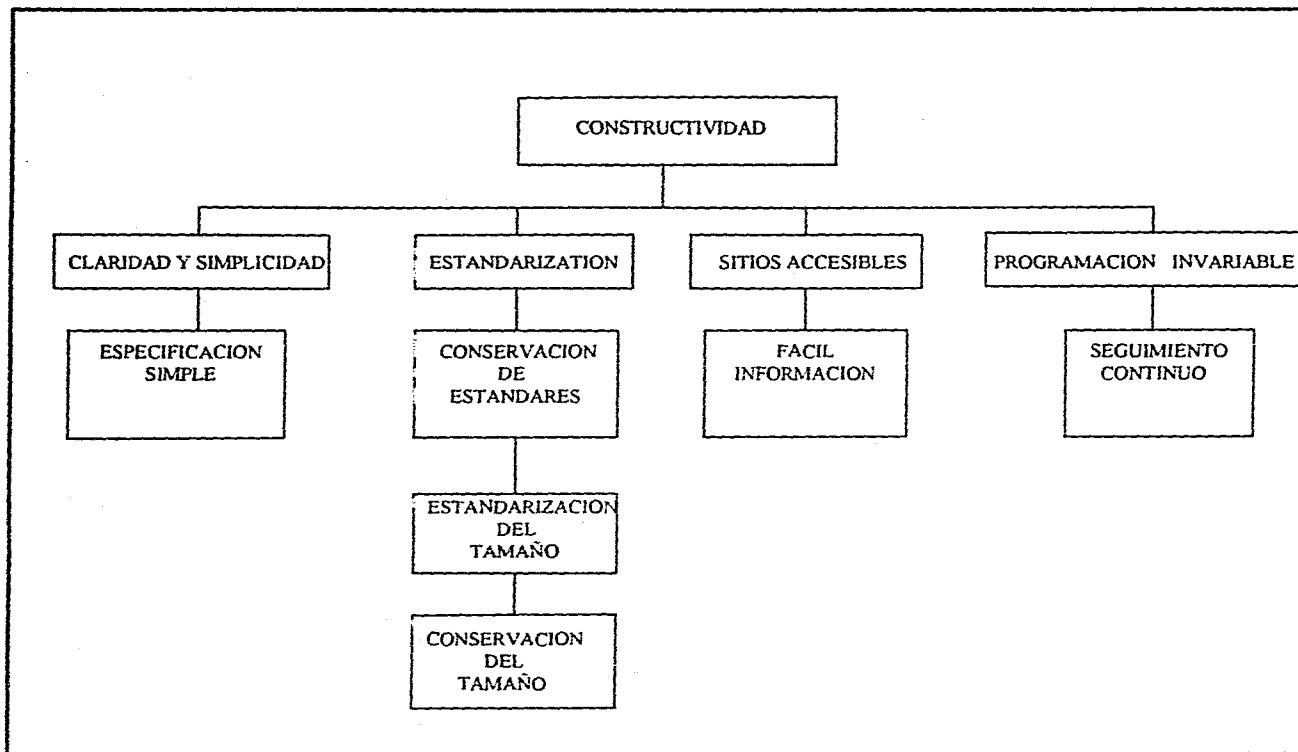 CONSTRUCTIVIDAD
CLARIDAD Y SIMPLICIDAD
ESTANDARIZATION
SITIOS ACCESIBLES
PROGRAMACION INVARIABLE
ESPECIFICACION
SIMPLE
CONSERVACION
DE
ESTANDARES
FACIL
INFORMACION
SEGUIMIENTO
CONTINUO
ESTANDARIZACION
DEL
TAMAÑO
CONSERVACION
DEL
TAMAÑO